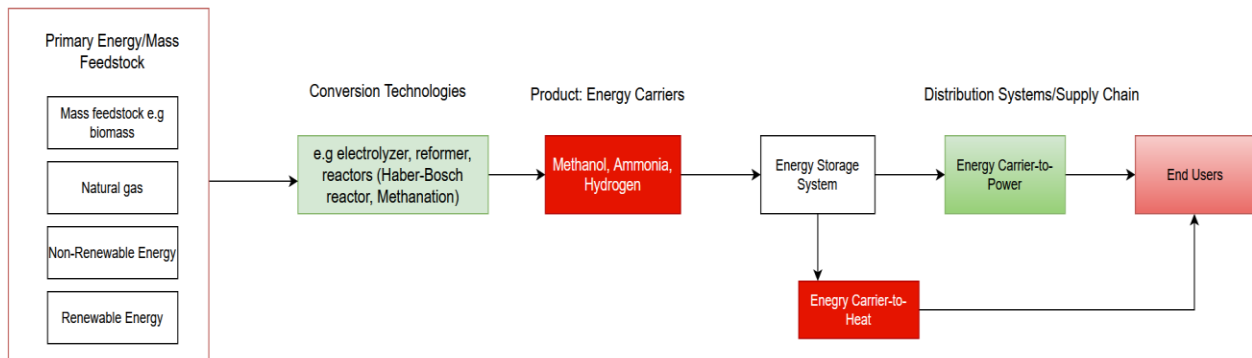 Primary Energy/Mass
Feedstock
Mass feedstock e.g
biomass
Natural gas
Non-Renewable Energy
Renewable Energy
Conversion Technologies
e.g electrolyzer, reformer,
reactors (Haber-Bosch
reactor, Methanation)
Product: Energy Carriers
Methanol, Ammonia,
Hydrogen
Distribution Systems/Supply Chain
Energy Storage
System
Energy Carrier-to-
Power
End Users
Enegry Carrier-to-
Heat